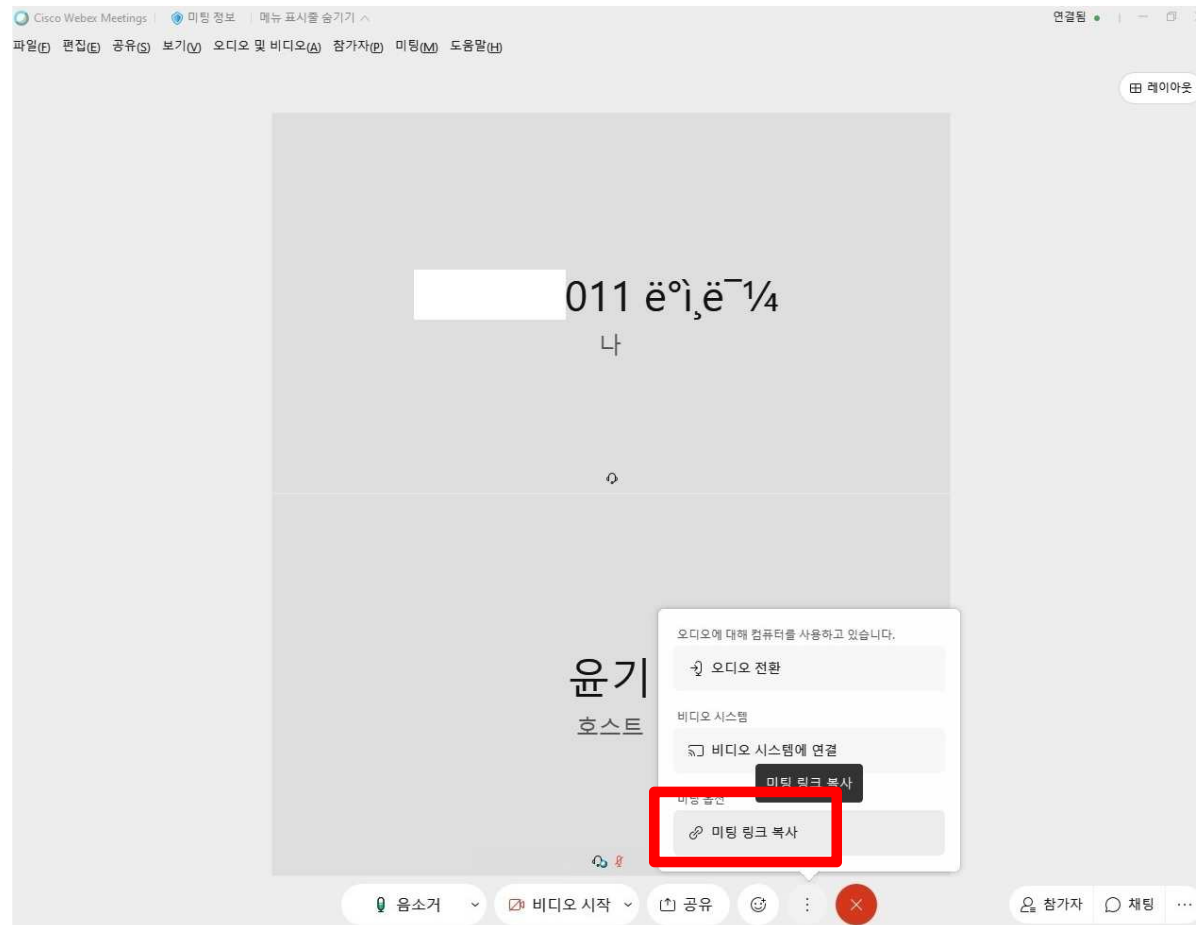 Cisco Webex Meetings 미팅 정보 메뉴 표시줄 숨기기 연결됨
파일(F) 편집(E) 공유(S) 보기(V) 오디오 및 비디오(A) 참가자(P) 미팅(M) 도움말(H)
레이아웃
011 ë°ì¸ë¯¼
나
윤기
호스트
오디오에 대해 컴퓨터를 사용하고 있습니다.
오디오 전환
비디오 시스템
비디오 시스템에 연결
미팅 링크 복사
미팅 옵션
미팅 링크 복사
음소거 비디오 시작 공유 참가자 채팅